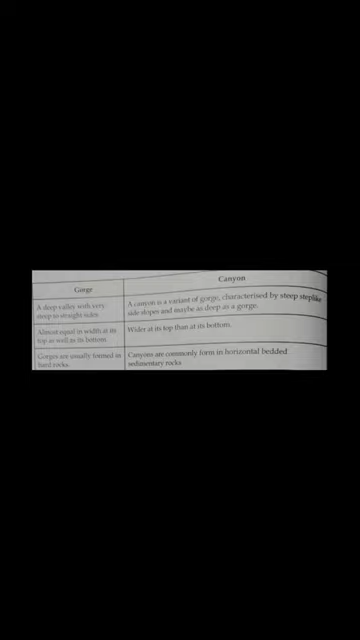 Gorge
Canyon
A deep valley with very
steep to straight sides.
A canyon is a variant of gorge, characterised by steep steplike
side slopes and maybe as deep as a gorge.
Almost equal in width at its
top as well as its bottom.
Wider at its top than at its bottom.
Gorges are usually formed in
hard rocks.
Canyons are commonly form in horizontal bedded
sedimentary rocks